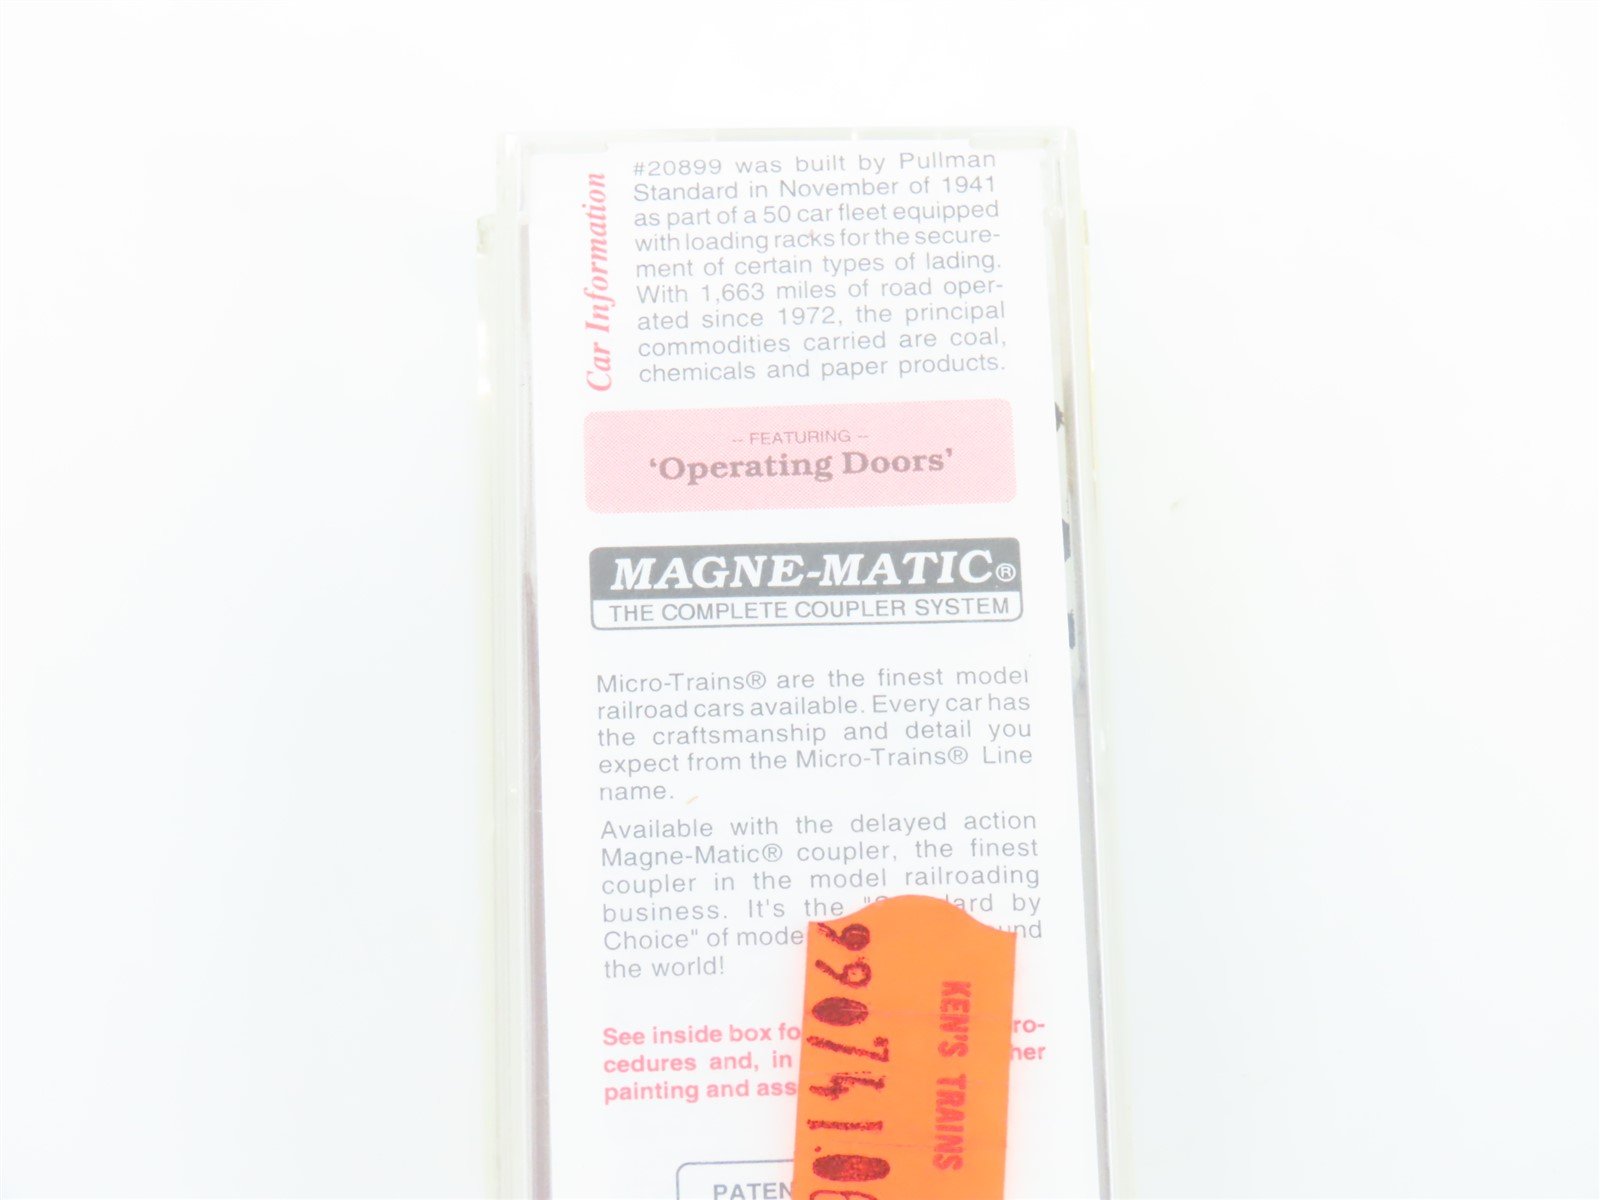 Car Information
#20899 was built by Pullman
Standard in November of 1941
as part of a 50 car fleet equipped
with loading racks for the secure-
ment of certain types of lading.
With 1,663 miles of road oper-
ated since 1972, the principal
commodities carried are coal,
chemicals and paper products.
-- FEATURING --
'Operating Doors'
MAGNE-MATIC®
THE COMPLETE COUPLER SYSTEM
Micro-Trains® are the finest model
railroad cars available. Every car has
the craftsmanship and detail you
expect from the Micro-Trains® Line
name.
Available with the delayed action
Magne-Matic® coupler, the finest
coupler in the model railroading
business. It's the by
Choice" of
the world!
See inside box
cedures and, in
painting and
KEN'S TRAINS